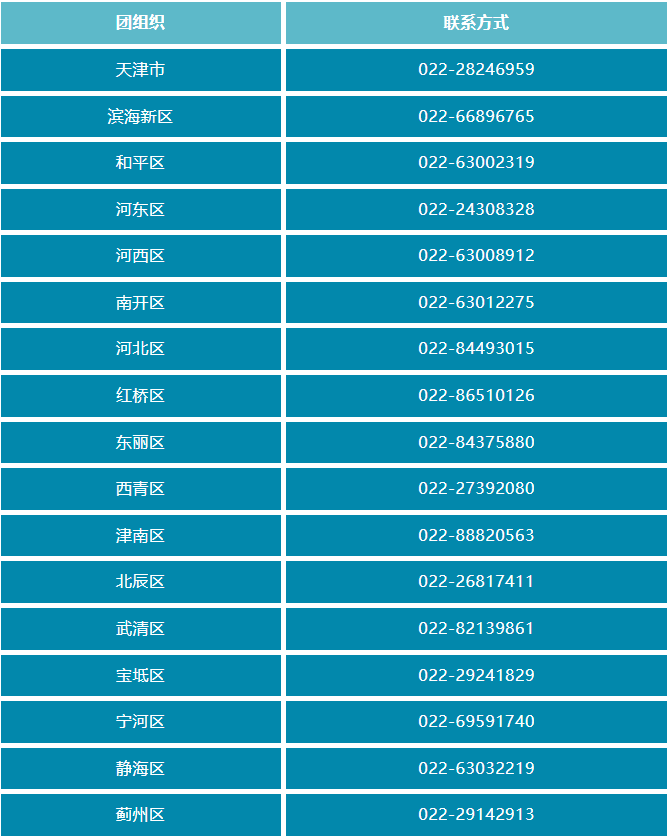 团组织 联系方式
天津市 022-28246959
滨海新区 022-66896765
和平区 022-63002319
河东区 022-24308328
河西区 022-63008912
南开区 022-63012275
河北区 022-84493015
红桥区 022-86510126
东丽区 022-84375880
西青区 022-27392080
津南区 022-88820563
北辰区 022-26817411
武清区 022-82139861
宝坻区 022-29241829
宁河区 022-69591740
静海区 022-63032219
蓟州区 022-29142913